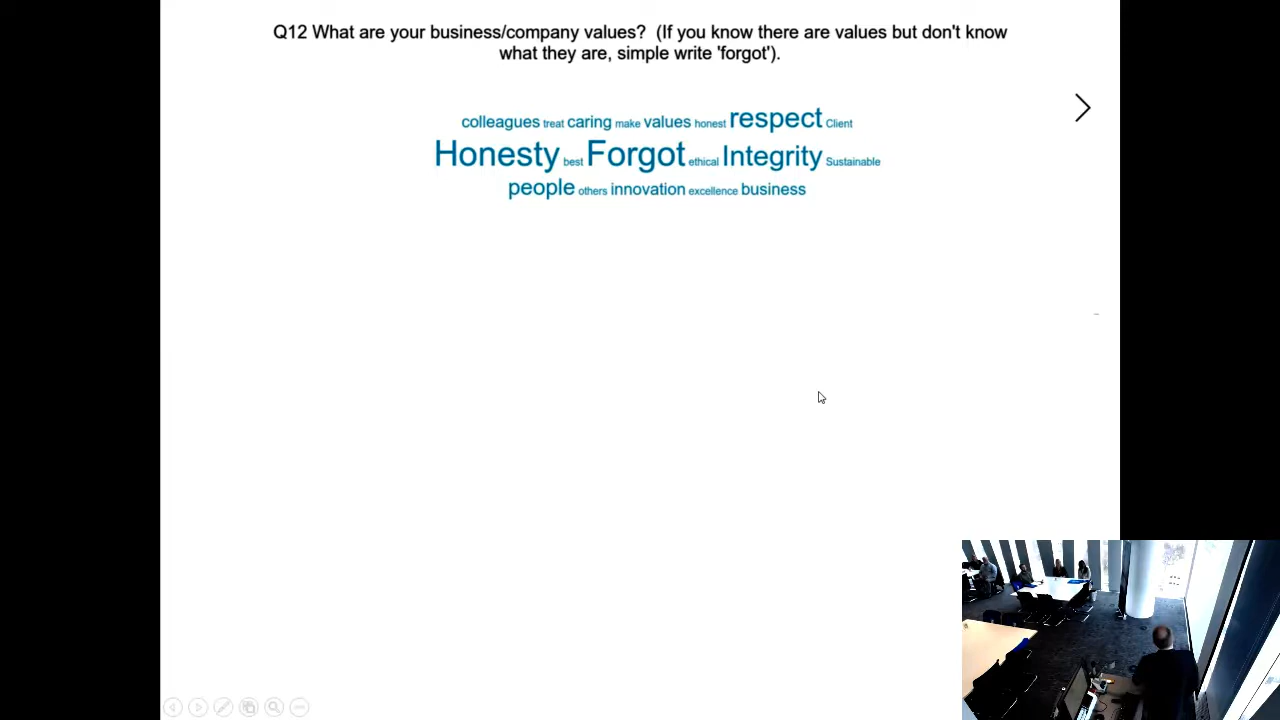 Q12 What are your business/company values?  (If you know there are values but don't know
what they are, simple write 'forgot').
colleagues treat caring make values honest respect Client
Honesty best Forgot ethical Integrity Sustainable
people others innovation excellence business